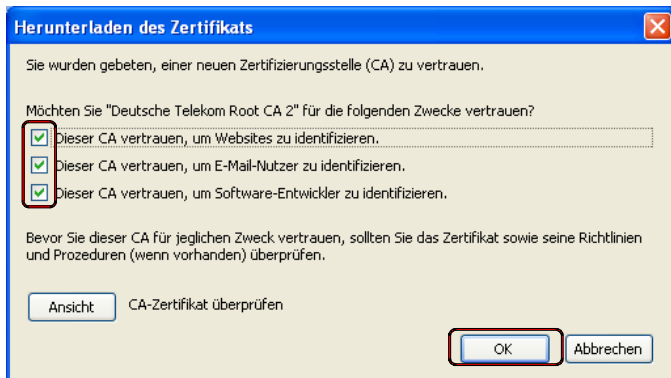 Herunterladen des Zertifikats
Sie wurden gebeten, einer neuen Zertifizierungsstelle (CA) zu vertrauen.
Möchten Sie "Deutsche Telekom Root CA 2" für die folgenden Zwecke vertrauen?
Dieser CA vertrauen, um Websites zu identifizieren.
Dieser CA vertrauen, um E-Mail-Nutzer zu identifizieren.
Dieser CA vertrauen, um Software-Entwickler zu identifizieren.
Bevor Sie dieser CA für jeglichen Zweck vertrauen, sollten Sie das Zertifikat sowie seine Richtlinien
und Prozeduren (wenn vorhanden) überprüfen.
Ansicht CA-Zertifikat überprüfen
OK Abbrechen